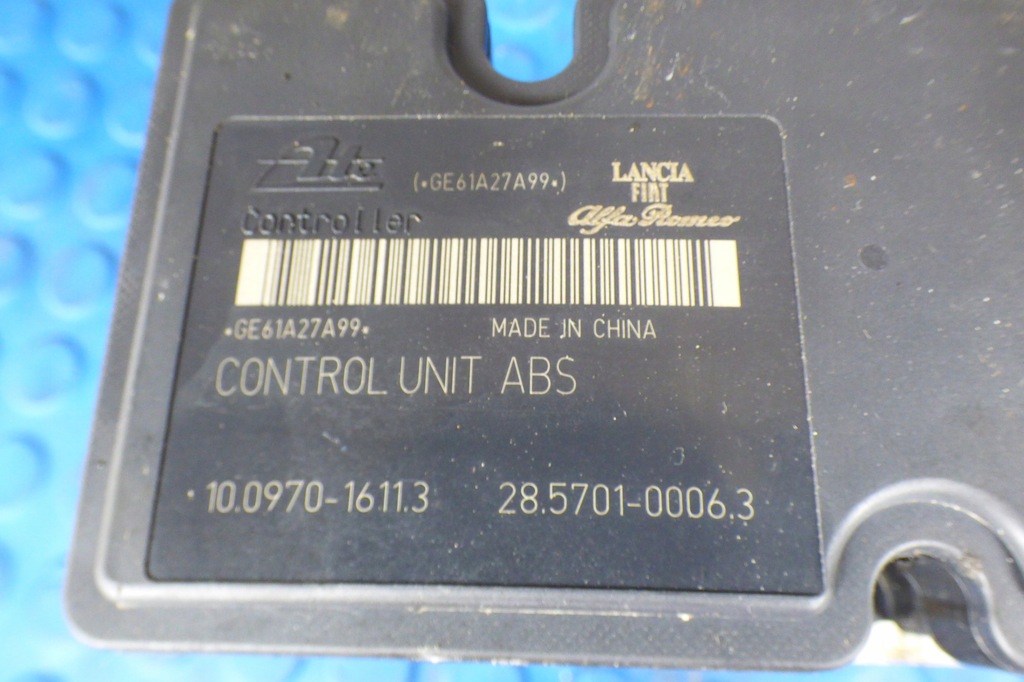 Ate (•GE61A27A99•) LANCIA
FIAT
Controller Alfa Romeo
•GE61A27A99• MADE IN CHINA
CONTROL UNIT ABS
10.0970-1611.3 28.5701-0006.3